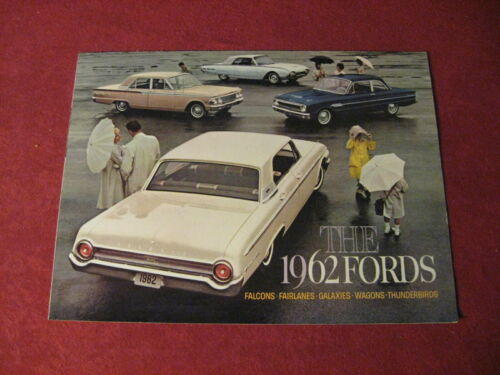 THE
1962 FORDS
FALCONS · FAIRLANES · GALAXIES · WAGONS · THUNDERBIRDS
1962